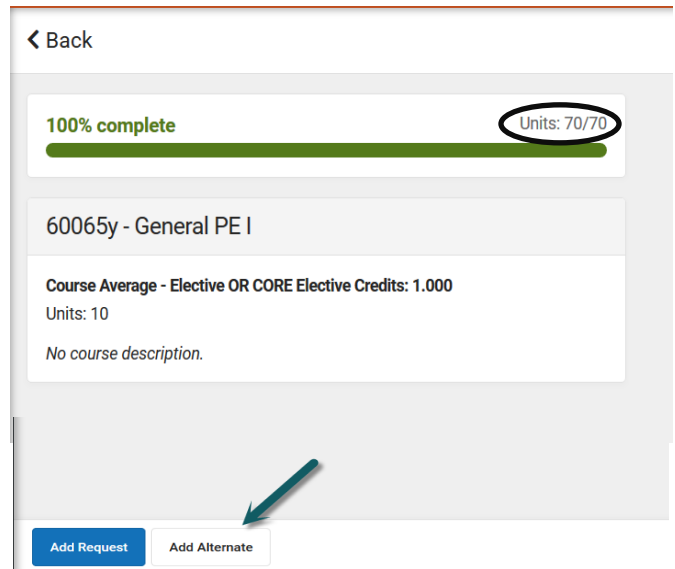 Back
100% complete Units: 70/70
60065y - General PE I
Course Average - Elective OR CORE Elective Credits: 1.000
Units: 10
No course description.
Add Request Add Alternate